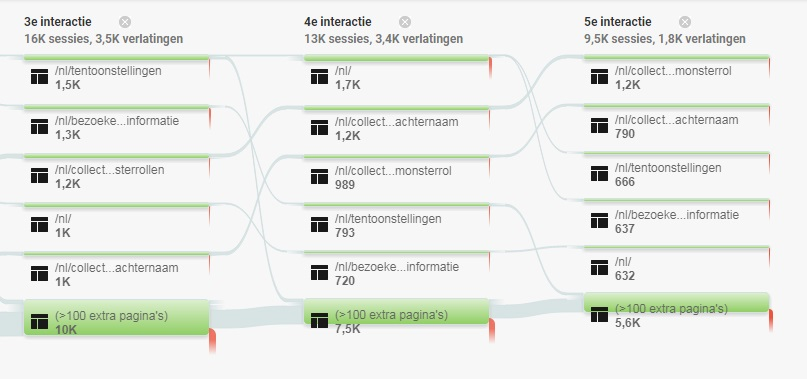 3e interactie
16K sessies, 3,5K verlatingen
/nl/tentoonstellingen
1,5K
/nl/bezoeke...informatie
1,3K
/nl/collect...sterrollen
1,2K
/nl/
1K
/nl/collect...achternaam
1K
(>100 extra pagina's)
10K
4e interactie
13K sessies, 3,4K verlatingen
/nl/
1,7K
/nl/collect...achternaam
1,2K
/nl/collect...monsterrol
989
/nl/tentoonstellingen
793
/nl/bezoeke...informatie
720
(>100 extra pagina's)
7,5K
5e interactie
9,5K sessies, 1,8K verlatingen
/nl/collect...monsterrol
1,2K
/nl/collect...achternaam
790
/nl/tentoonstellingen
666
/nl/bezoeke...informatie
637
/nl/
632
(>100 extra pagina's)
5,6K